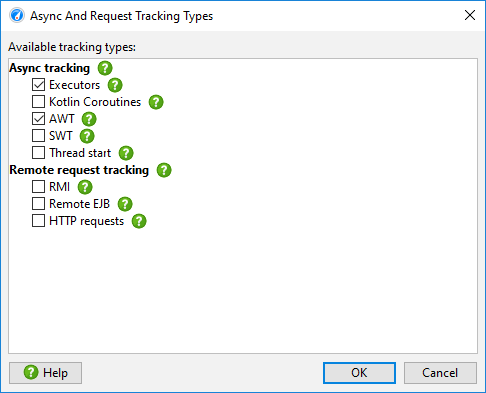 Async And Request Tracking Types
Available tracking types:
Async tracking ?
Executors ?
Kotlin Coroutines ?
AWT ?
SWT ?
Thread start ?
Remote request tracking ?
RMI ?
Remote EJB ?
HTTP requests ?
? Help
OK
Cancel